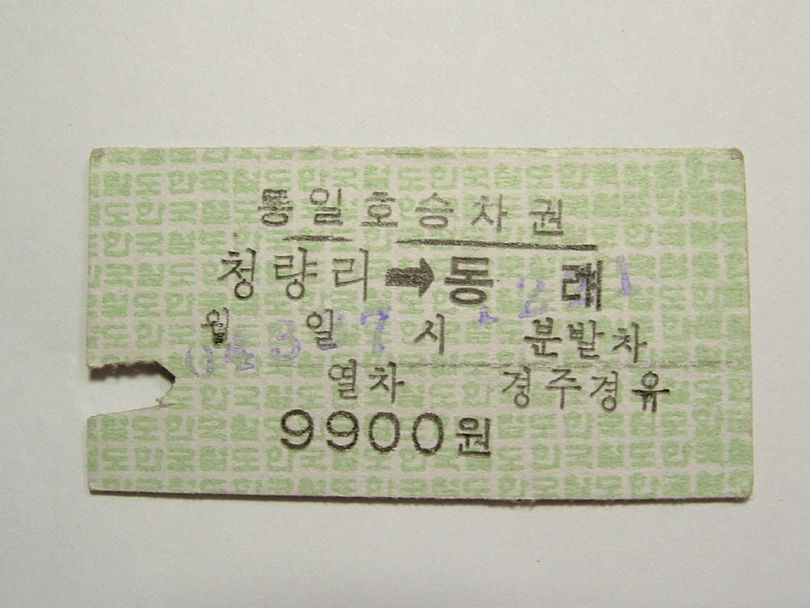 통일호승차권
청량리➡동 래
월 일 시 분발차
열차 경주경유
9900원